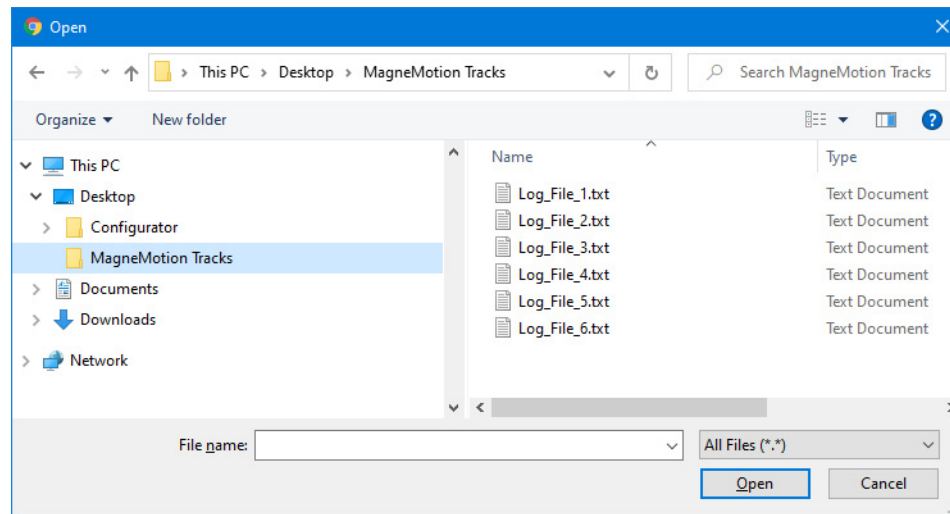 Open
This PC > Desktop > MagneMotion Tracks
Search MagneMotion Tracks
Organize
New folder
?
This PC
Desktop
Configurator
MagneMotion Tracks
Documents
Downloads
Network
Name Type
Log_File_1.txt Text Document
Log_File_2.txt Text Document
Log_File_3.txt Text Document
Log_File_4.txt Text Document
Log_File_5.txt Text Document
Log_File_6.txt Text Document
File name:
All Files (*.*)
Open
Cancel